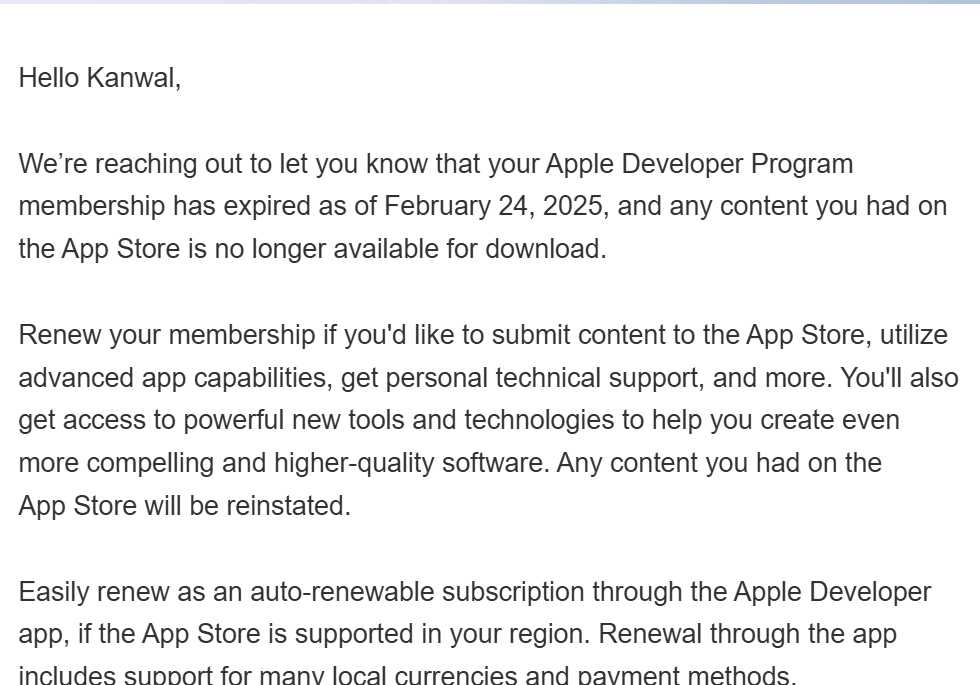 Hello Kanwal,
We’re reaching out to let you know that your Apple Developer Program
membership has expired as of February 24, 2025, and any content you had on
the App Store is no longer available for download.
Renew your membership if you'd like to submit content to the App Store, utilize
advanced app capabilities, get personal technical support, and more. You'll also
get access to powerful new tools and technologies to help you create even
more compelling and higher-quality software. Any content you had on the
App Store will be reinstated.
Easily renew as an auto-renewable subscription through the Apple Developer
app, if the App Store is supported in your region. Renewal through the app
includes support for many local currencies and payment methods.